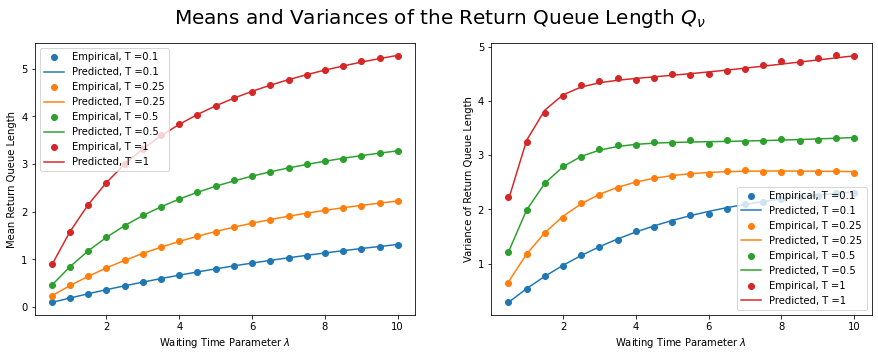 Means and Variances of the Return Queue Length Qν
Mean Return Queue Length
5
4
3
2
1
0
Empirical, T =0.1
Predicted, T =0.1
Empirical, T =0.25
Predicted, T =0.25
Empirical, T =0.5
Predicted, T =0.5
Empirical, T =1
Predicted, T =1
2 4 6 8 10
Waiting Time Parameter λ
Variance of Return Queue Length
5
4
3
2
1
Empirical, T =0.1
Predicted, T =0.1
Empirical, T =0.25
Predicted, T =0.25
Empirical, T =0.5
Predicted, T =0.5
Empirical, T =1
Predicted, T =1
2 4 6 8 10
Waiting Time Parameter λ